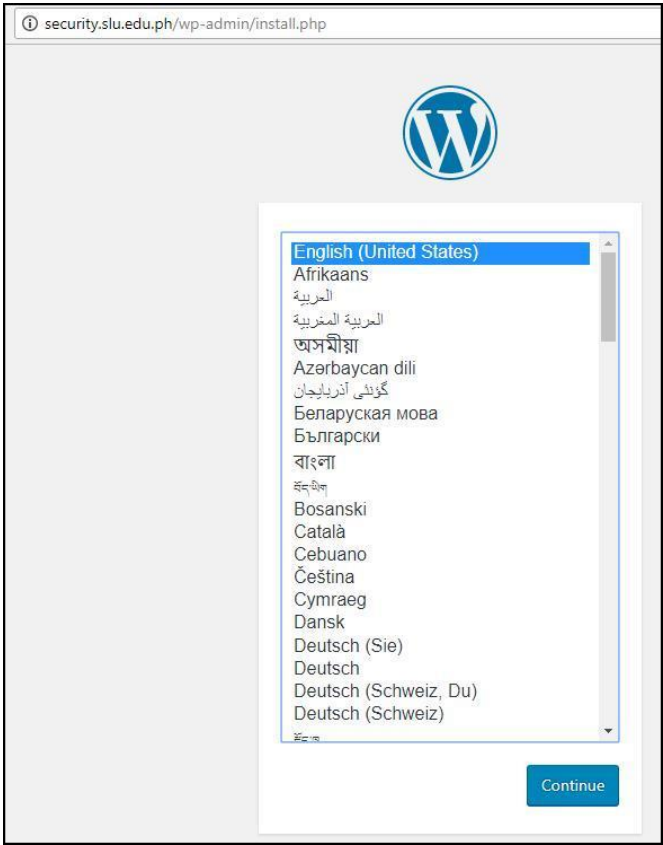 security.slu.edu.ph/wp-admin/install.php
English (United States)
Afrikaans
العربية
العربية المغربية
অসমীয়া
Azərbaycan dili
گؤنئی آذربایجان
Беларуская мова
Български
বাংলা
བོད་ཡིག
Bosanski
Català
Cebuano
Čeština
Cymraeg
Dansk
Deutsch (Sie)
Deutsch
Deutsch (Schweiz, Du)
Deutsch (Schweiz)
Continue